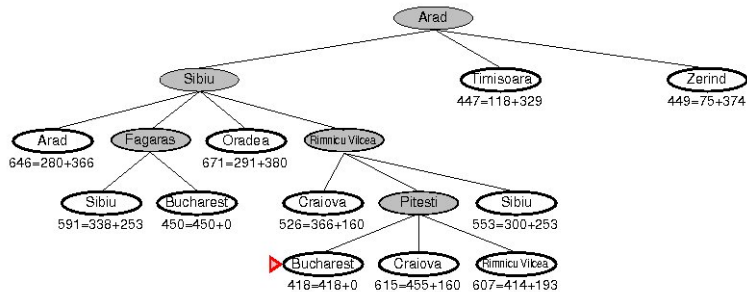 Arad
Sibiu Timisoara Zerind
447=118+329 449=75+374
Arad Fagaras Oradea Rimnicu Vilcea
646=280+366 671=291+380
Sibiu Bucharest Craiova Pitesti Sibiu
591=338+253 450=450+0 526=366+160 553=300+253
Bucharest Craiova Rimnicu Vilcea
418=418+0 615=455+160 607=414+193